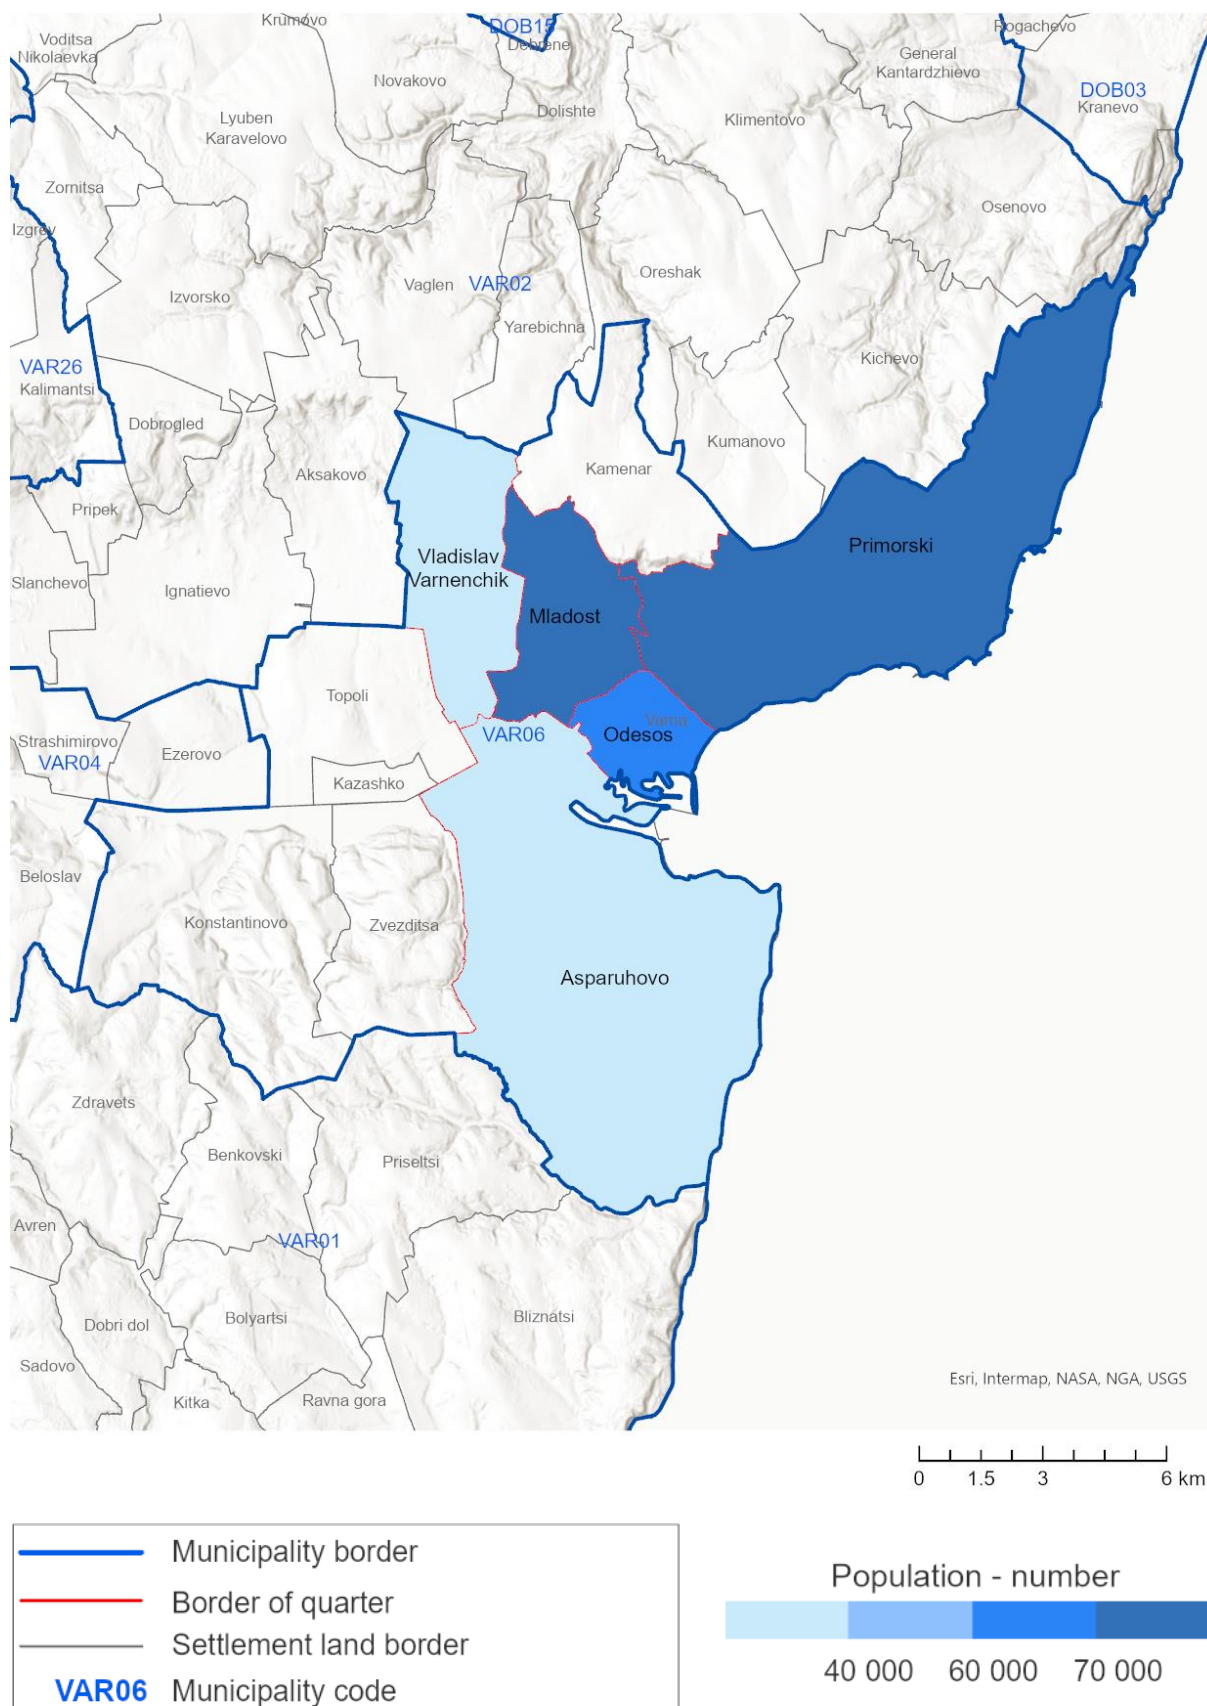 Krumovo
DOB15
Debrene
Rogachevo
Voditsa
Nikolaevka
Novakovo
General
Kantardzhievo
DOB03
Kranevo
Dolishte
Lyuben
Karavelovo
Klimentovo
Zornitsa
Osenovo
Izgrev
Oreshak
Vaglen
VAR02
Izvorsko
Yarebichna
Kichevo
VAR26
Kalimantsi
Dobrogled
Kumanovo
Aksakovo
Kamenar
Pripek
Primorski
Vladislav
Varnenchik
Slanchevo
Ignatievo
Mladost
Topoli
Varna
Odesos
VAR06
Strashimirovo
VAR04
Ezerovo
Kazashko
Beloslav
Konstantinovo
Zvezditsa
Asparuhovo
Zdravets
Benkovski
Priseltsi
Avren
VAR01
Bolyartsi
Bliznatsi
Dobri dol
Sadovo
Kitka
Ravna gora
Esri, Intermap, NASA, NGA, USGS
0 1.5 3 6 km
Municipality border
Border of quarter
Settlement land border
VAR06 Municipality code
Population - number
40 000 60 000 70 000